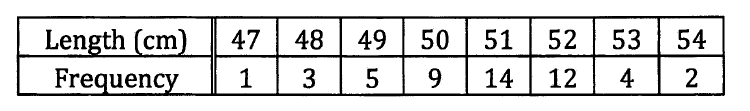 Length (cm) 47 48 49 50 51 52 53 54
Frequency 1 3 5 9 14 12 4 2